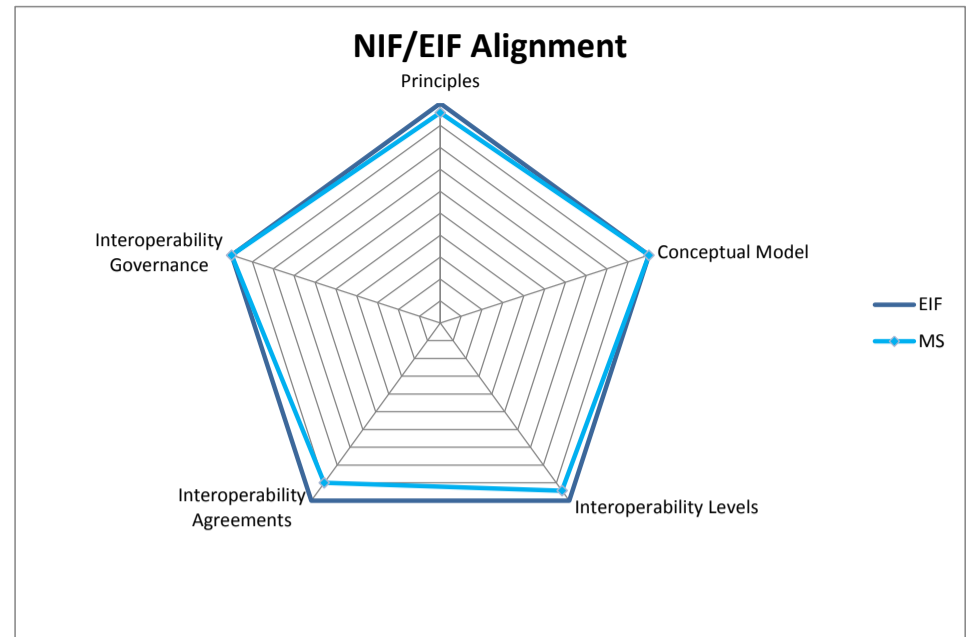 NIF/EIF Alignment
Principles
Interoperability
Governance
Conceptual Model
EIF
MS
Interoperability
Agreements
Interoperability Levels